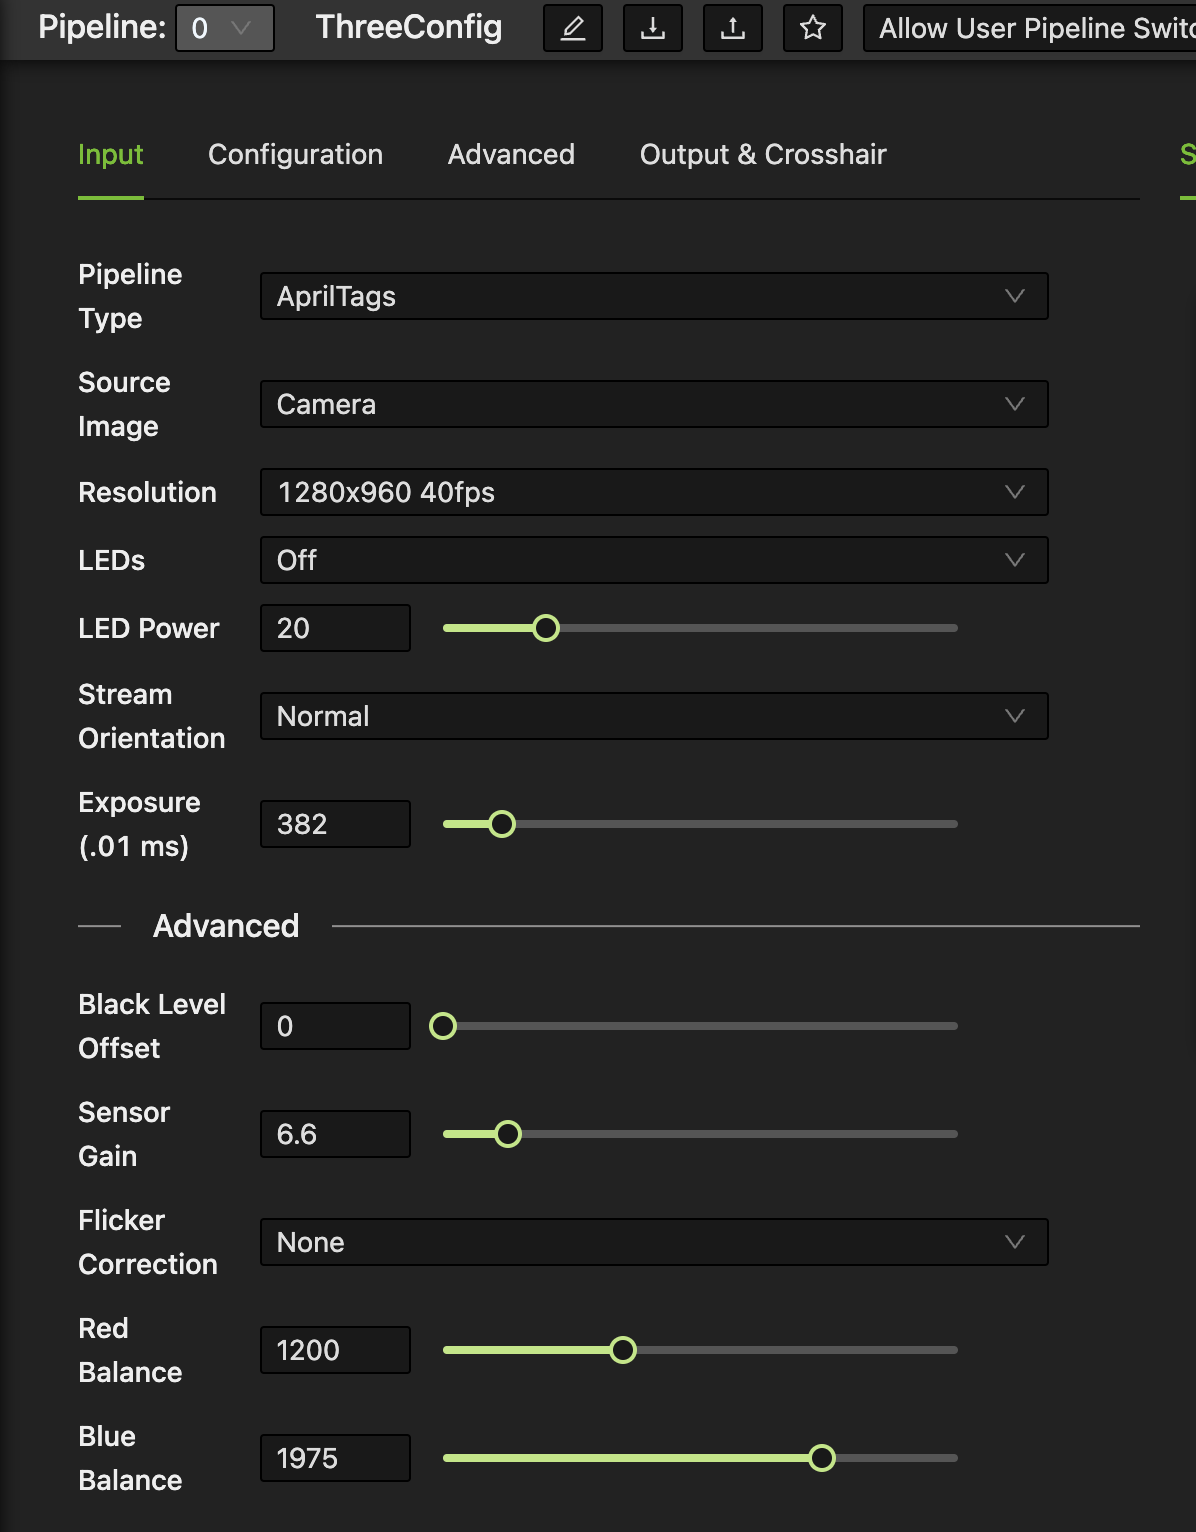 Pipeline: 0 ThreeConfig Allow User Pipeline Switc
Input Configuration Advanced Output & Crosshair S
Pipeline
Type
AprilTags
Source
Image
Camera
Resolution 1280x960 40fps
LEDs Off
LED Power 20
Stream
Orientation
Normal
Exposure
(.01 ms)
382
Advanced
Black Level
Offset
0
Sensor
Gain
6.6
Flicker
Correction
None
Red
Balance
1200
Blue
Balance
1975